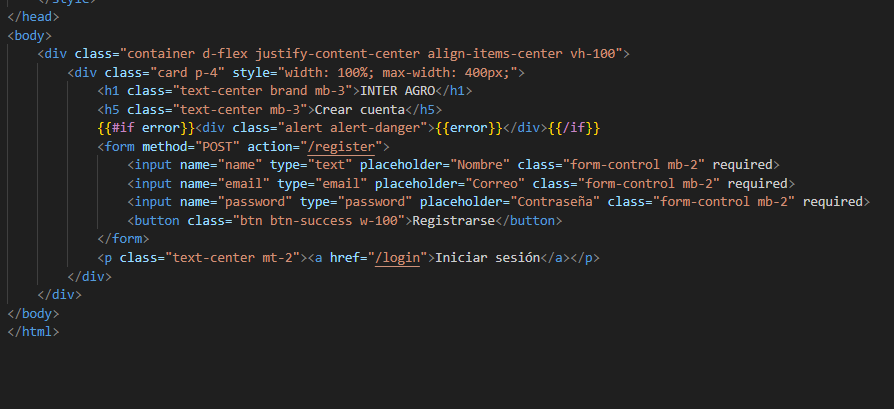 </style>
</head>
<body>
<div class="container d-flex justify-content-center align-items-center vh-100">
<div class="card p-4" style="width: 100%; max-width: 400px;">
<h1 class="text-center brand mb-3">INTER AGRO</h1>
<h5 class="text-center mb-3">Crear cuenta</h5>
{{#if error}}<div class="alert alert-danger">{{error}}</div>{{/if}}
<form method="POST" action="/register">
<input name="name" type="text" placeholder="Nombre" class="form-control mb-2" required>
<input name="email" type="email" placeholder="Correo" class="form-control mb-2" required>
<input name="password" type="password" placeholder="Contraseña" class="form-control mb-2" required>
<button class="btn btn-success w-100">Registrarse</button>
</form>
<p class="text-center mt-2"><a href="/login">Iniciar sesión</a></p>
</div>
</div>
</body>
</html>